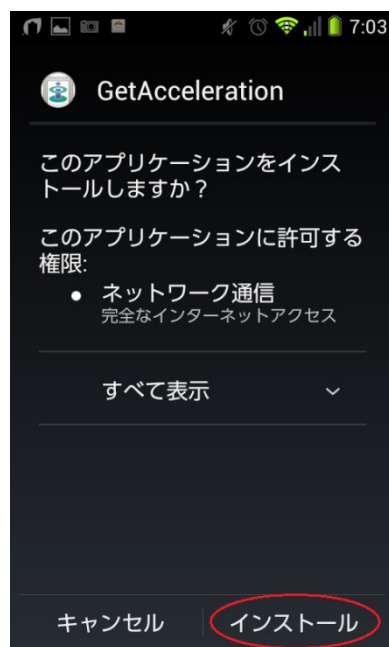 7:03
GetAcceleration
このアプリケーションをインス
トールしますか？
このアプリケーションに許可する
権限:
● ネットワーク通信
完全なインターネットアクセス
すべて表示
キャンセル
インストール